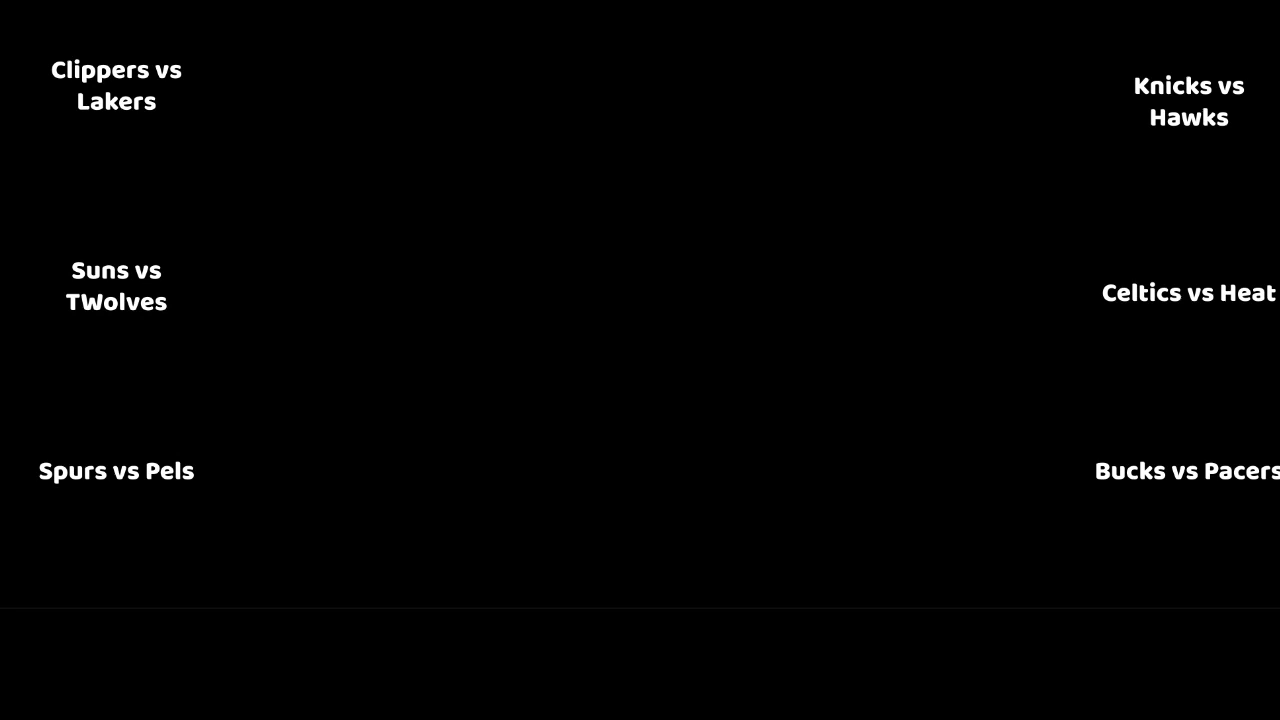 Clippers vs
Lakers
Knicks vs
Hawks
Suns vs
TWolves
Celtics vs Heat
Spurs vs Pels
Bucks vs Pacers